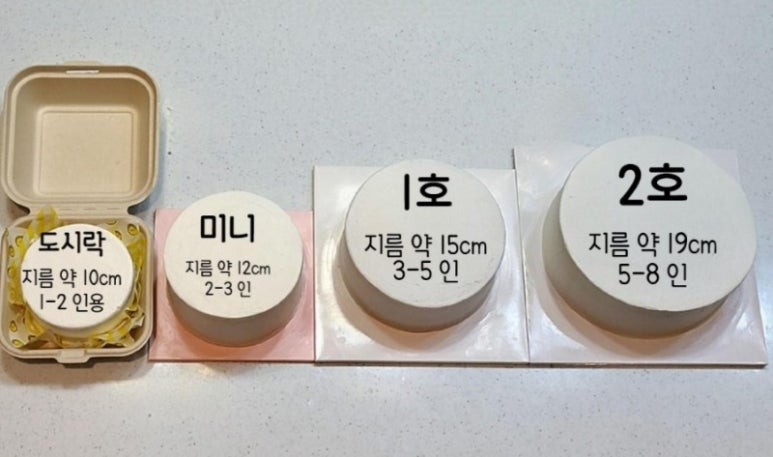 도시락
지름 약 10cm
1-2 인용
미니
지름 약 12cm
2-3 인
1호
지름 약 15cm
3-5 인
2호
지름 약 19cm
5-8 인